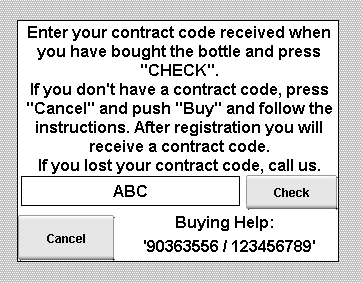 Enter your contract code received when
you have bought the bottle and press
"CHECK".
If you don't have a contract code, press
"Cancel" and push "Buy" and follow the
instructions. After registration you will
receive a contract code.
If you lost your contract code, call us.
ABC
Check
Cancel
Buying Help:
'90363556 / 123456789'